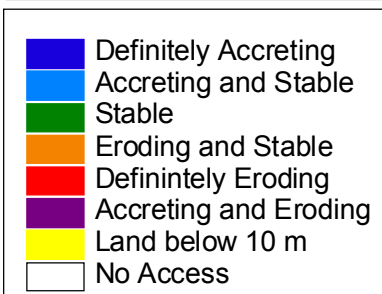 Definitely Accreting
Accreting and Stable
Stable
Eroding and Stable
Definintely Eroding
Accreting and Eroding
Land below 10 m
No Access